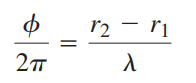 ϕ/2π = (r₂ − r₁)/λ